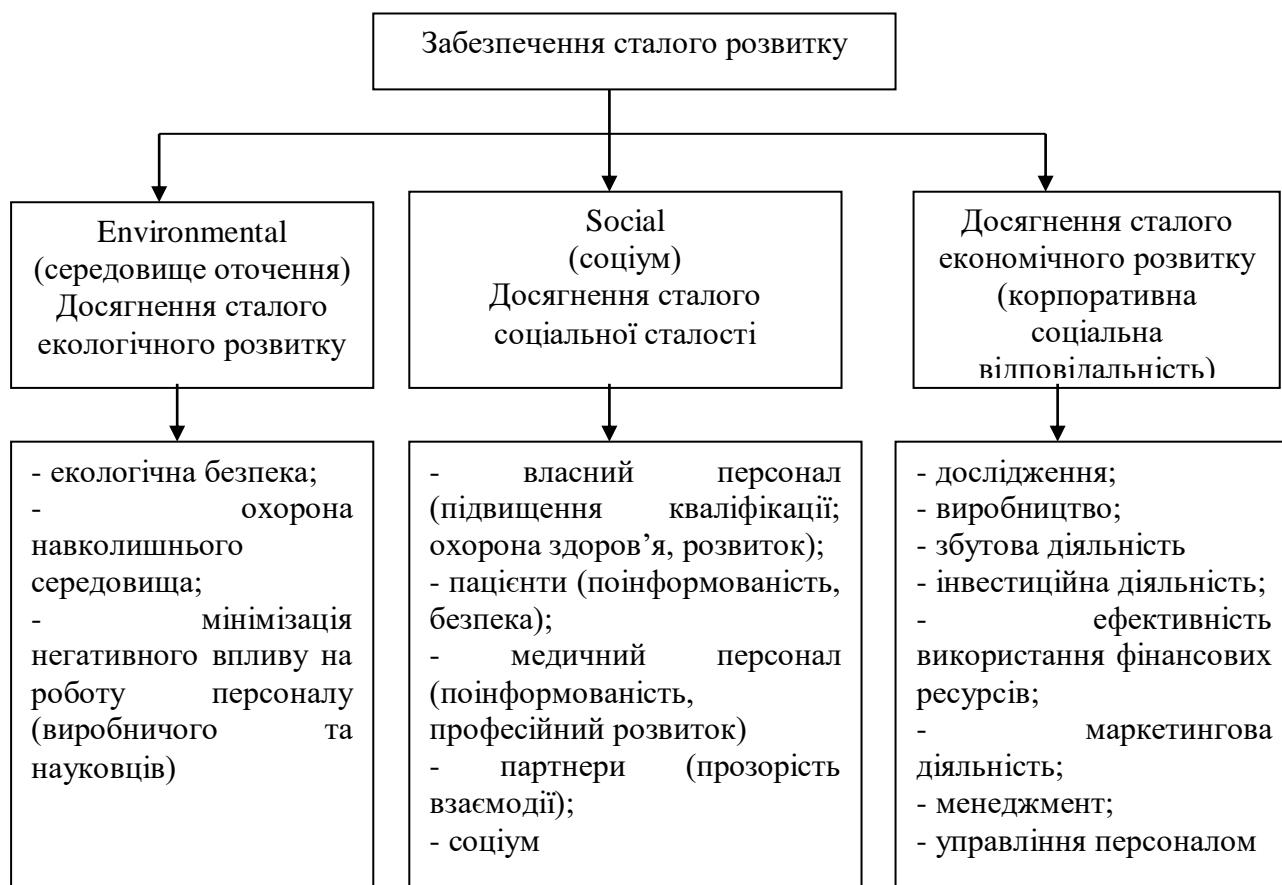 Забезпечення сталого розвитку
Environmental
(середовище оточення)
Досягнення сталого
екологічного розвитку
Social
(соціум)
Досягнення сталого
соціальної сталості
Досягнення сталого
економічного розвитку
(корпоративна
соціальна
відповідальність)
- екологічна безпека;
- охорона
навколишнього
середовища;
- мінімізація
негативного впливу на
роботу персоналу
(виробничого та
науковців)
- власний персонал
(підвищення кваліфікації;
охорона здоров’я, розвиток);
- пацієнти (поінформованість,
безпека);
- медичний персонал
(поінформованість,
професійний розвиток)
- партнери (прозорість
взаємодії);
- соціум
- дослідження;
- виробництво;
- збутова діяльність
- інвестиційна діяльність;
- ефективність
використання фінансових
ресурсів;
- маркетингова
діяльність;
- менеджмент;
- управління персоналом